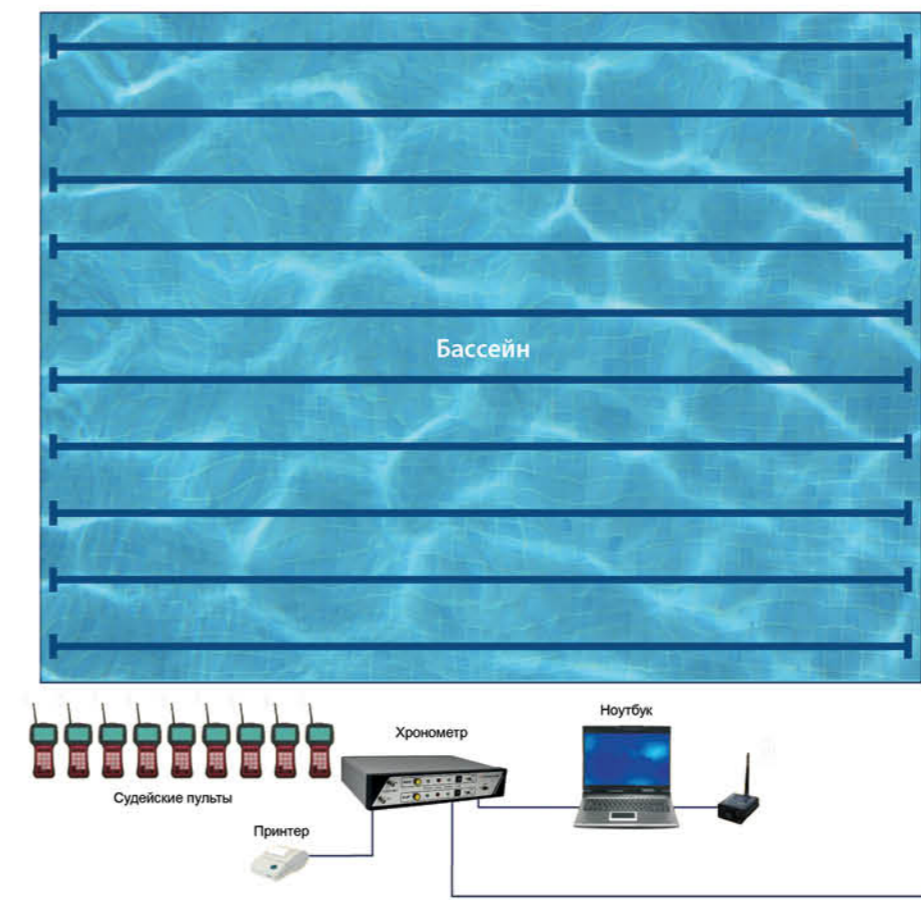 Бассейн
Ноутбук
Хронометр
Судейские пульты
Принтер